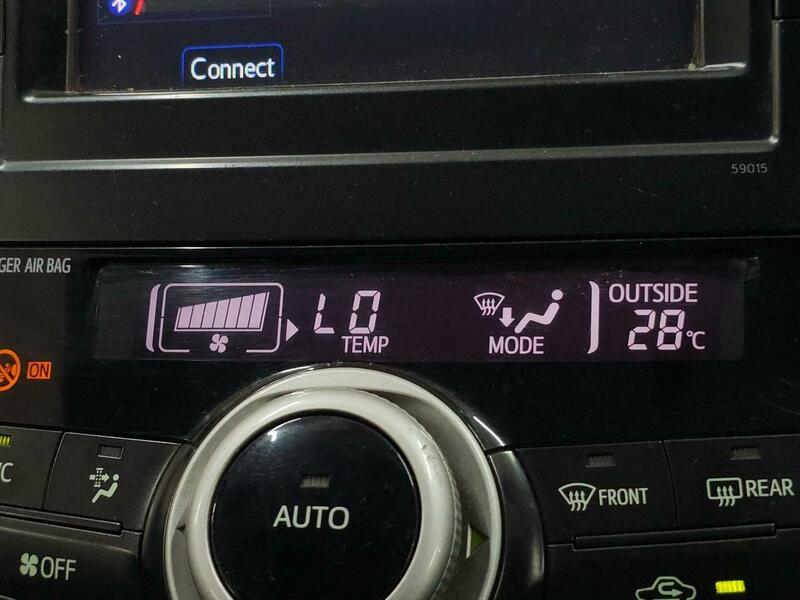 Connect
59015
GER AIR BAG
LO
TEMP
MODE
OUTSIDE
28°C
ON
AUTO
FRONT
REAR
OFF